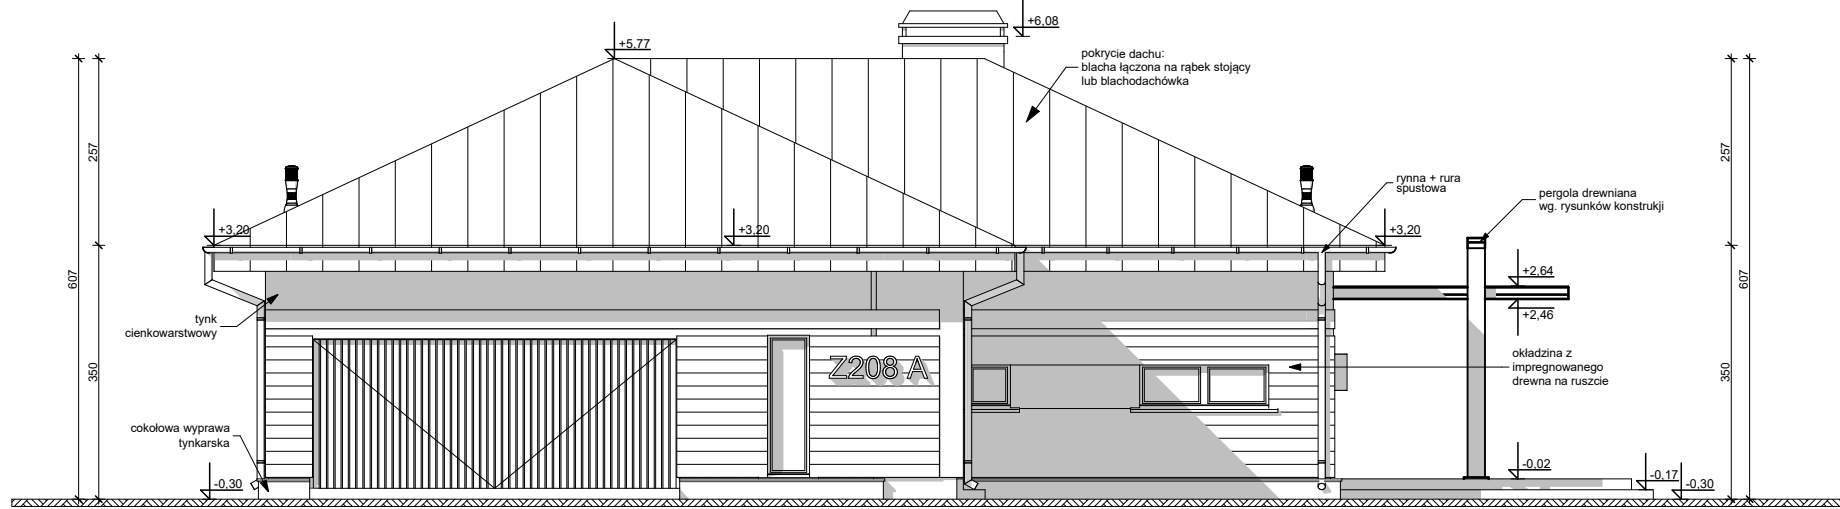 +6,08
+5,77
pokrycie dachu:
blacha łączona na rąbek stojący
lub blachodachówka
257
257
rynna + rura
spustowa
pergola drewniana
wg. rysunków konstrukji
+3,20
+3,20
+3,20
607
607
+2,64
+2,46
tynk
cienkowarstwowy
350
350
Z208 A
okładzina z
impregnowanego
drewna na ruszcie
cokołowa wyprawa
tynkarska
-0,30
-0,02
-0,17
-0,30